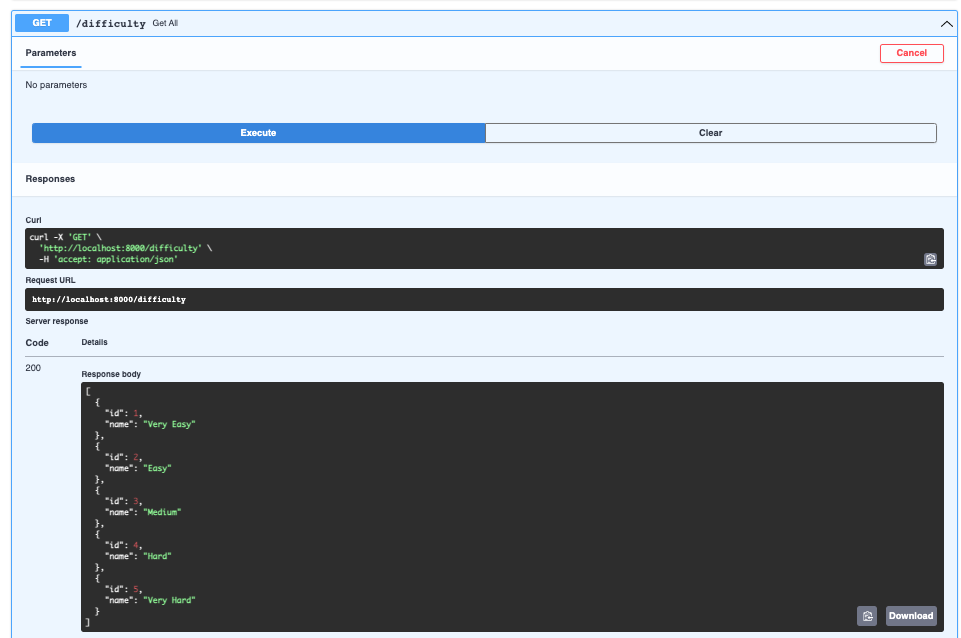 GET /difficulty Get All
Parameters
Cancel
No parameters
Execute
Clear
Responses
Curl
curl -X 'GET' \
  'http://localhost:8000/difficulty' \
  -H 'accept: application/json'
Request URL
http://localhost:8000/difficulty
Server response
Code Details
200
Response body
[
  {
    "id": 1,
    "name": "Very Easy"
  },
  {
    "id": 2,
    "name": "Easy"
  },
  {
    "id": 3,
    "name": "Medium"
  },
  {
    "id": 4,
    "name": "Hard"
  },
  {
    "id": 5,
    "name": "Very Hard"
  }
]
Download